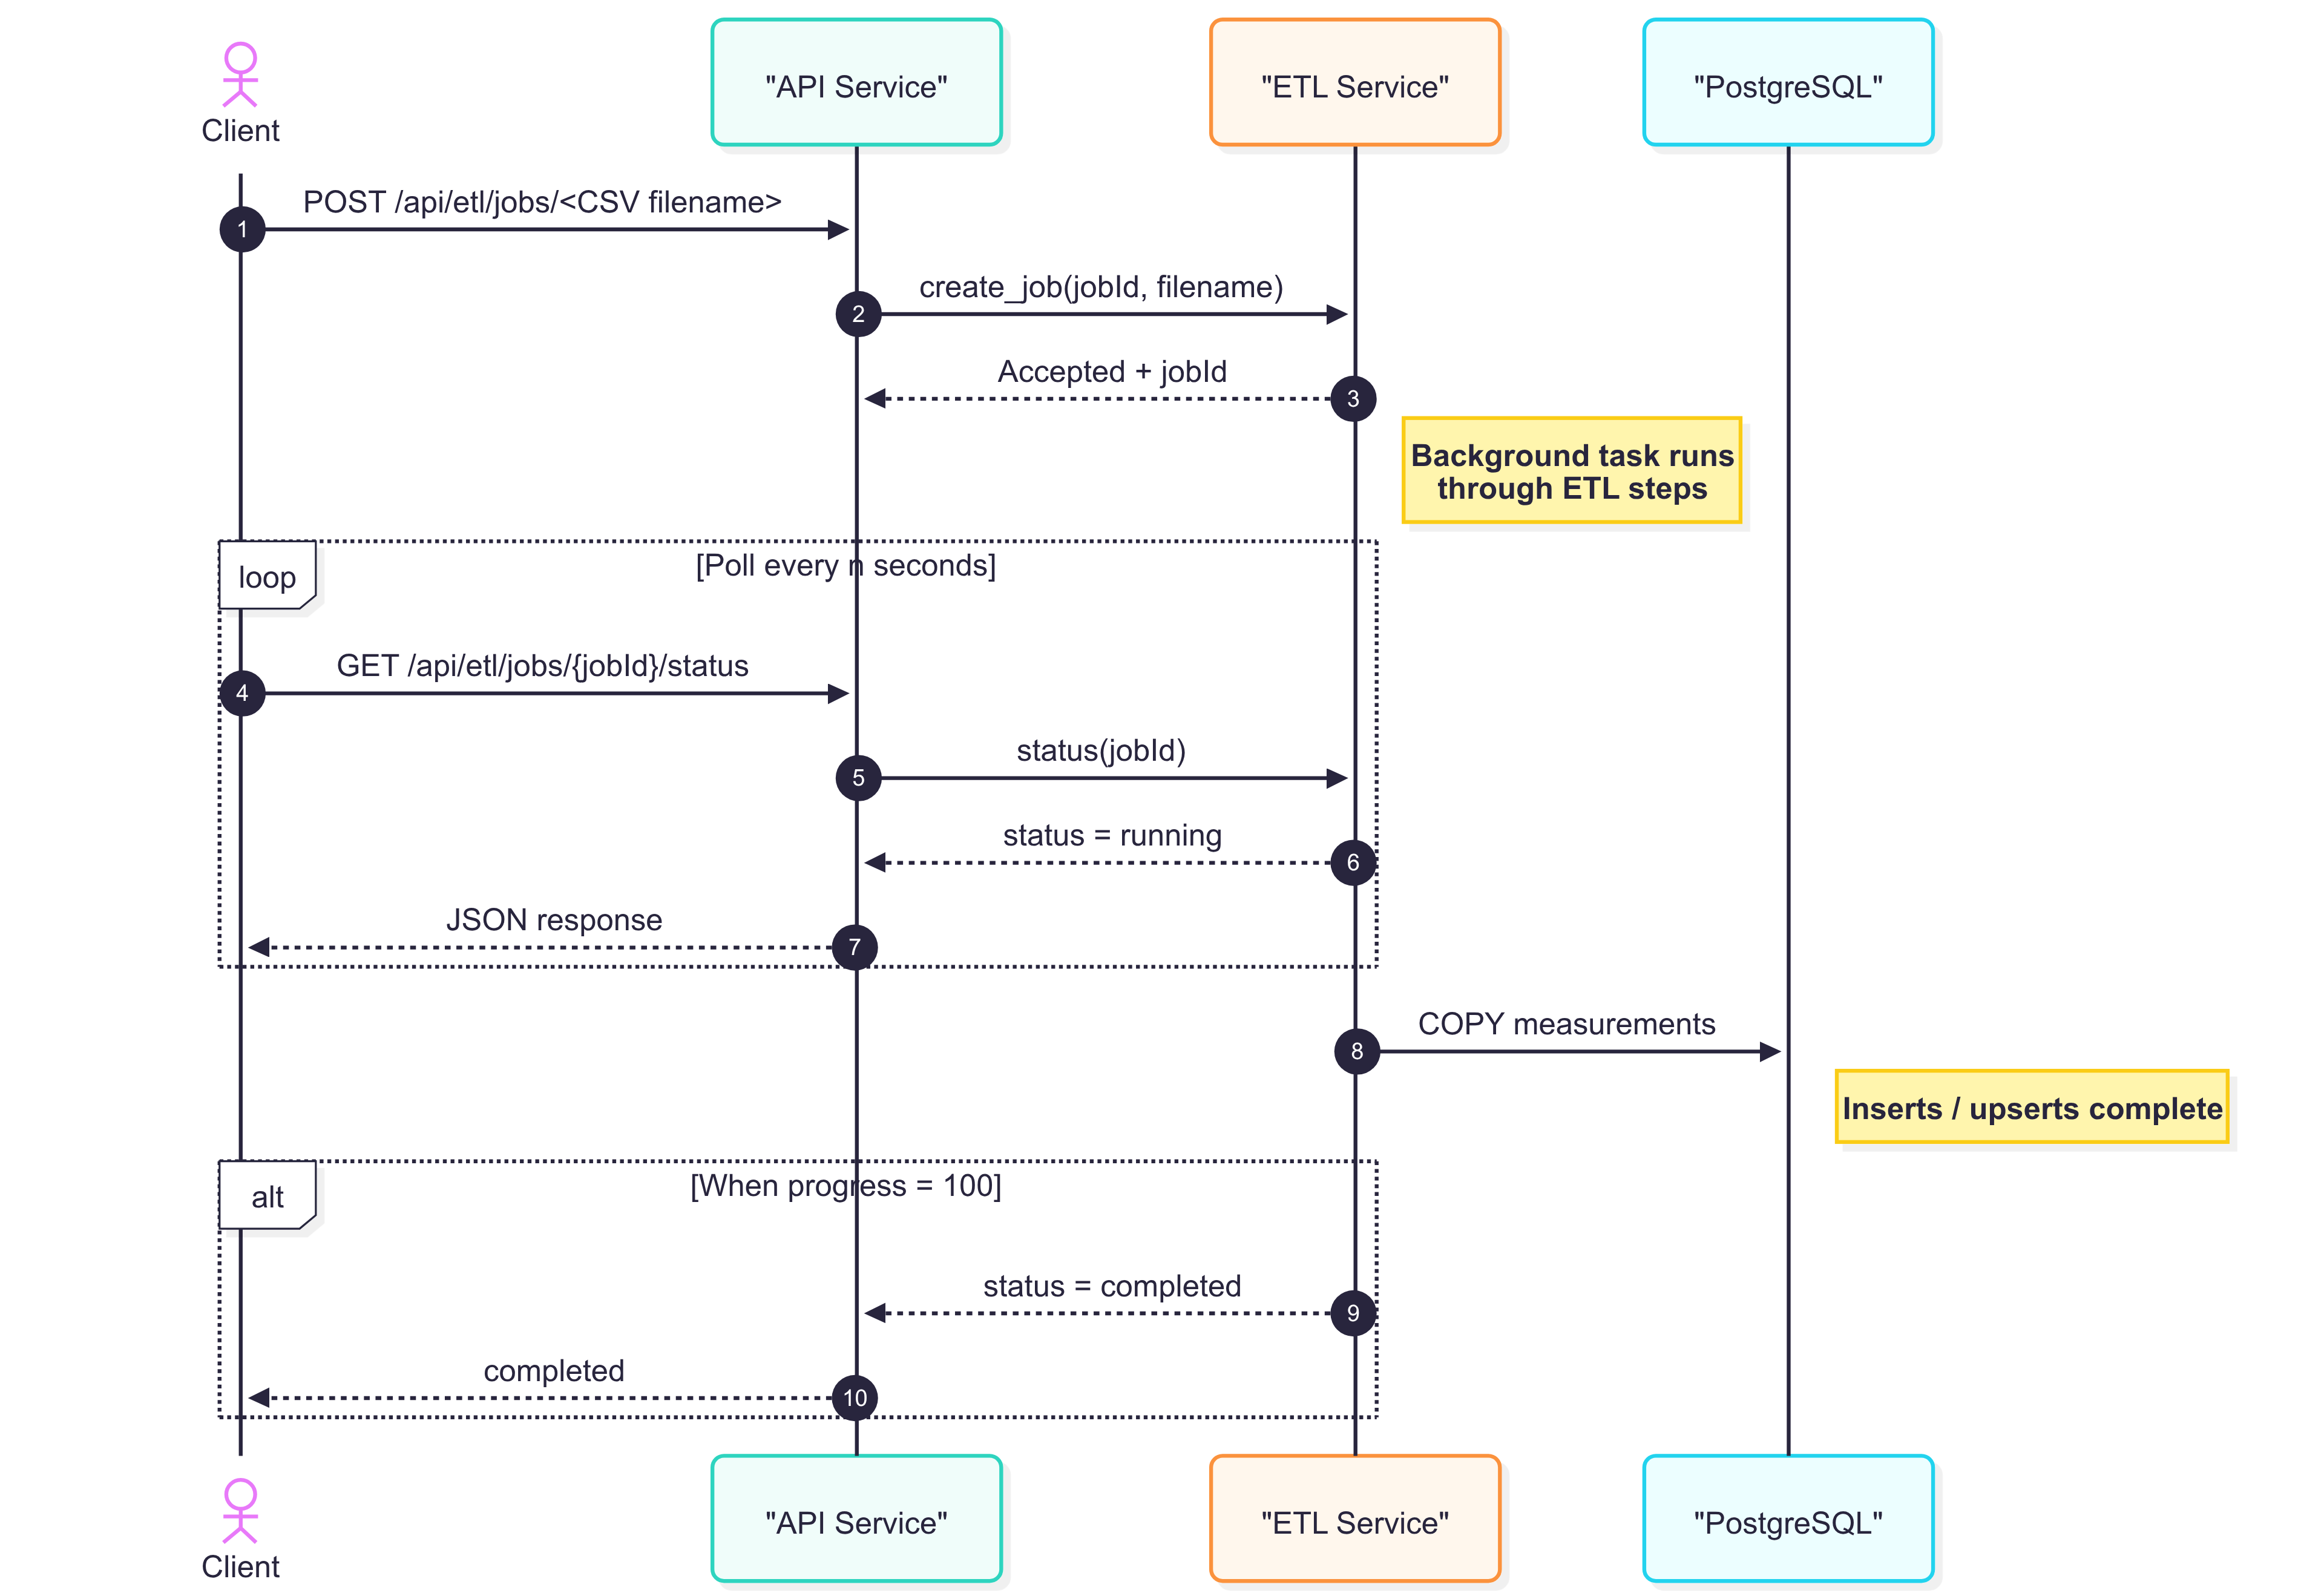 Client
"API Service"
"ETL Service"
"PostgreSQL"
POST /api/etl/jobs/<CSV filename>
1
create_job(jobId, filename)
2
Accepted + jobId
3
Background task runs
through ETL steps
loop
[Poll every n seconds]
GET /api/etl/jobs/{jobId}/status
4
status(jobId)
5
status = running
6
JSON response
7
COPY measurements
8
Inserts / upserts complete
alt
[When progress = 100]
status = completed
9
completed
10
Client
"API Service"
"ETL Service"
"PostgreSQL"